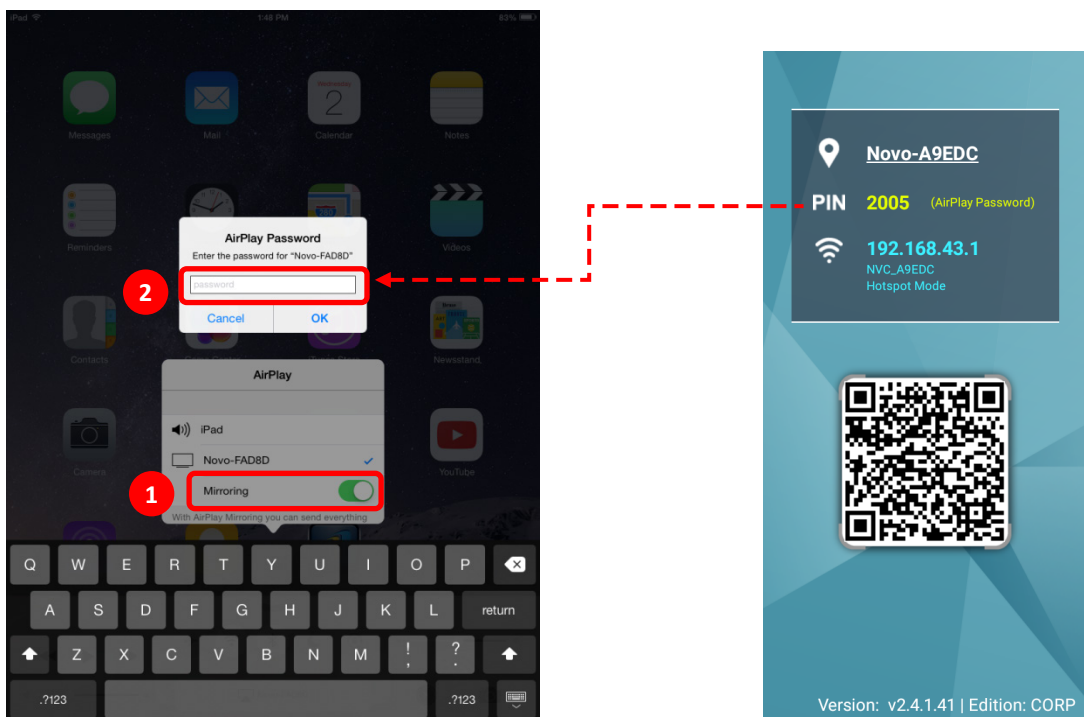 iPad
1:48 PM
83%
Wednesday
2
Messages
Mail
Calendar
Notes
Reminders
Videos
AirPlay Password
Enter the password for “Novo-FAD8D”
password
Cancel
OK
2
Contacts
Newsstand
AirPlay
iPad
Novo-FAD8D
Mirroring
1
With AirPlay Mirroring you can send everything
Camera
YouTube
Q W E R T Y U I O P
A S D F G H J K L return
Z X C V B N M ! , ? .
.?123 .?123
Novo-A9EDC
PIN 2005 (AirPlay Password)
192.168.43.1
NVC_A9EDC
Hotspot Mode
Version: v2.4.1.41 | Edition: CORP